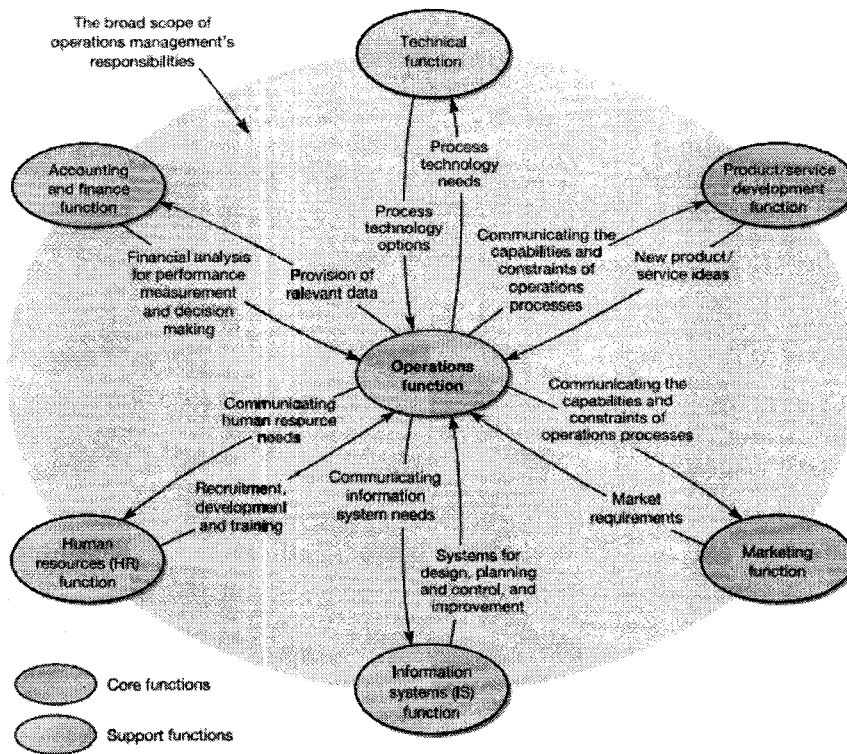 The broad scope of
operations management's
responsibilities
Technical
function
Accounting
and finance
function
Product/service
development
function
Process
technology
needs
Process
technology
options
Communicating the
capabilities and
constraints of
operations
processes
New product/
service ideas
Financial analysis
for performance
measurement
and decision
making
Provision of
relevant data
Operations
function
Communicating
human resource
needs
Communicating the
capabilities and
constraints of
operations processes
Recruitment,
development
and training
Communicating
information
system needs
Market
requirements
Human
resources (HR)
function
Systems for
design, planning
and control, and
improvement
Marketing
function
Information
systems (IS)
function
Core functions
Support functions